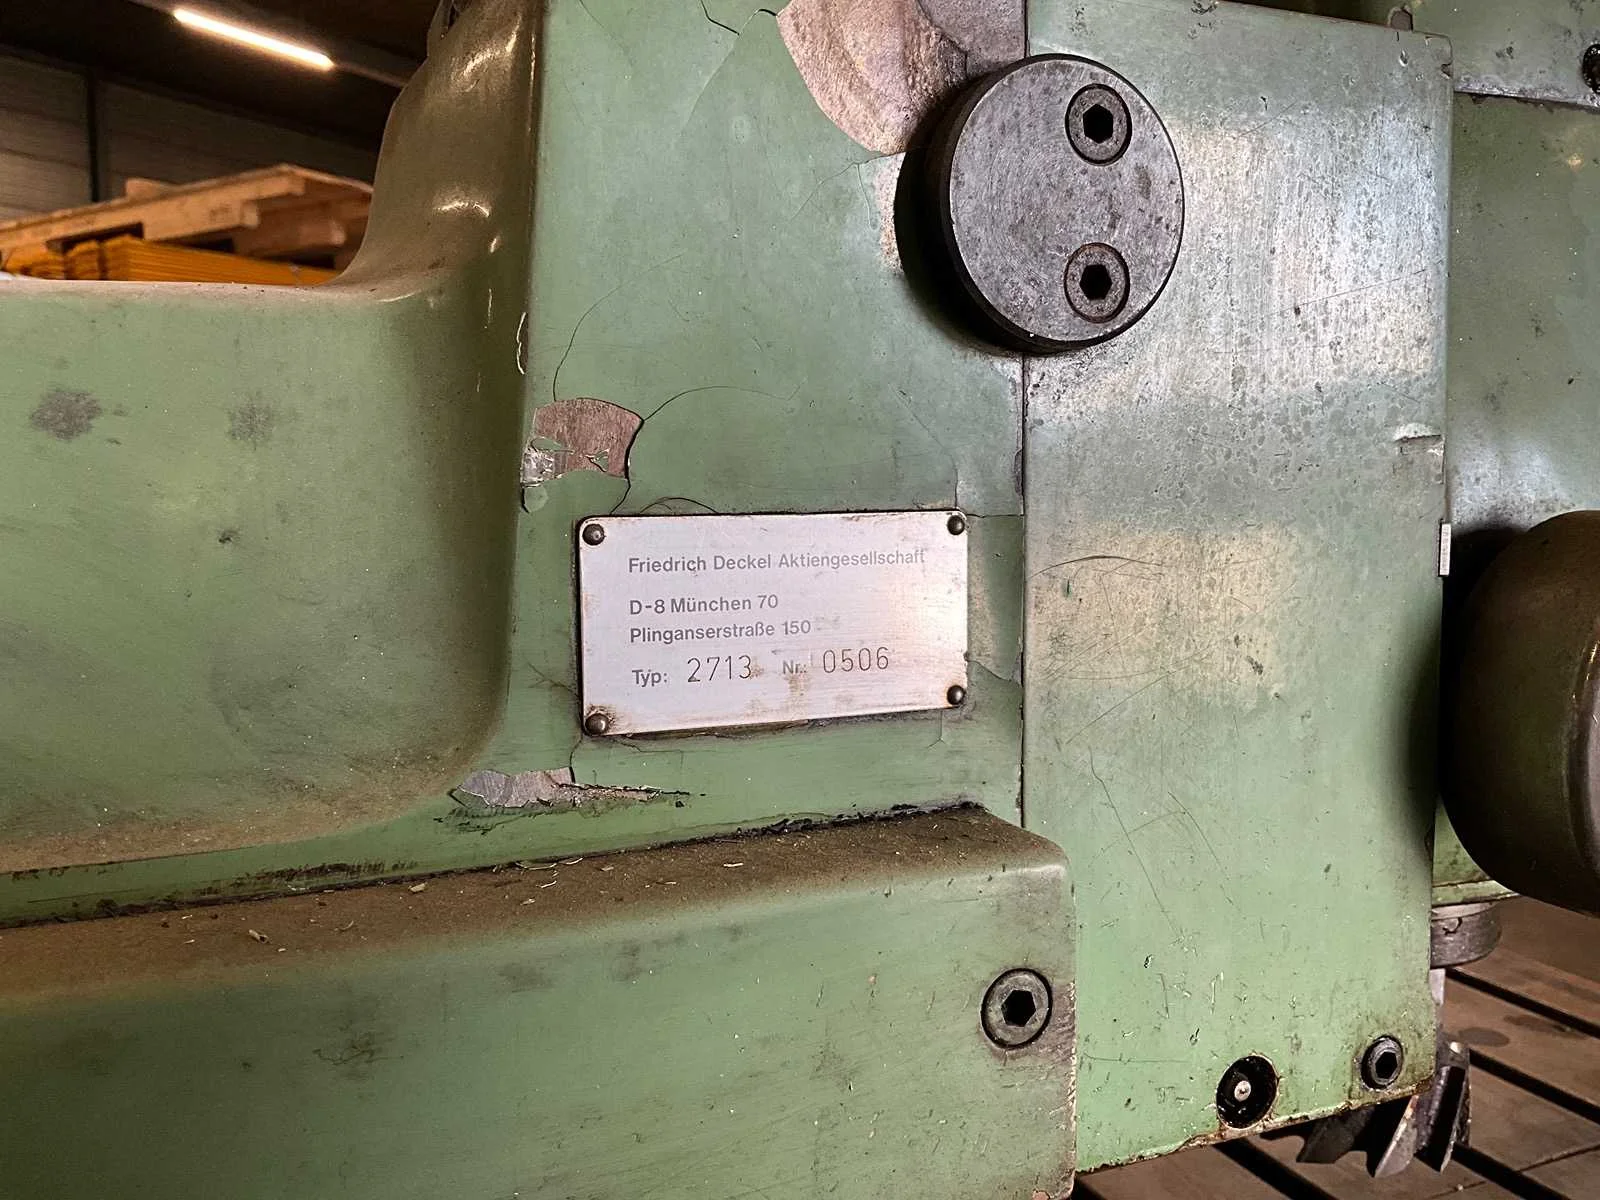 Friedrich Deckel Aktiengesellschaft
D-8 München 70
Plinganserstraße 150
Typ: 2713 Nr.: 0506